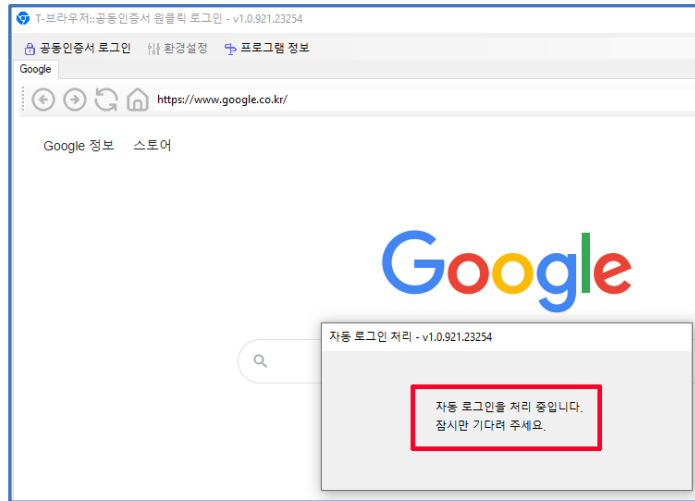 T-브라우저::공동인증서 원클릭 로그인 - v1.0.921.23254
공동인증서 로그인 환경설정 프로그램 정보
Google
https://www.google.co.kr/
Google 정보 스토어
Google
자동 로그인 처리 - v1.0.921.23254
자동 로그인을 처리 중입니다.
잠시만 기다려 주세요.